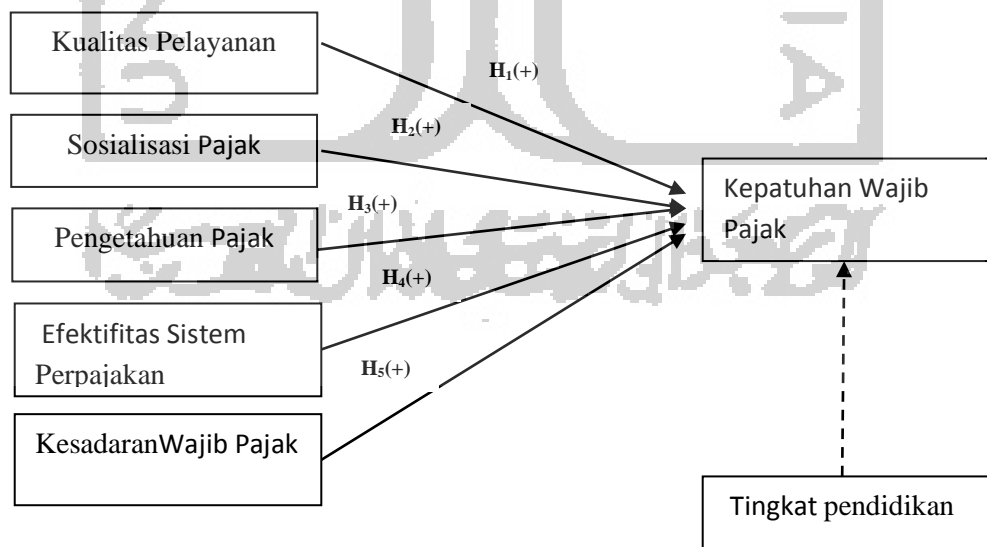 Kualitas Pelayanan
H₁(+)
Sosialisasi Pajak
H₂(+)
Kepatuhan Wajib
Pajak
H₃(+)
Pengetahuan Pajak
H₄(+)
Efektifitas Sistem
Perpajakan
H₅(+)
KesadaranWajib Pajak
Tingkat pendidikan